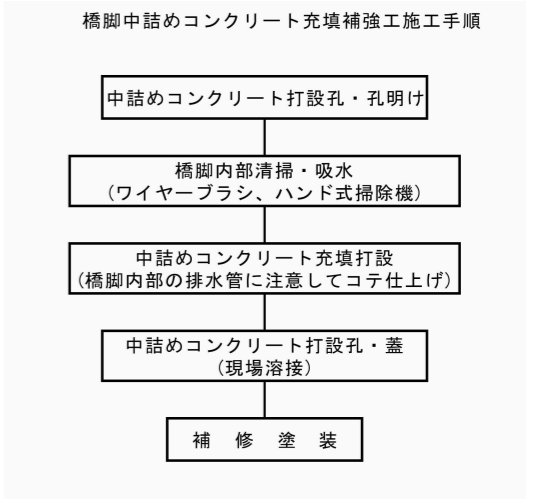 橋脚中詰めコンクリート充填補強工施工手順
中詰めコンクリート打設孔・孔明け
橋脚内部清掃・吸水
(ワイヤーブラシ、ハンド式掃除機)
中詰めコンクリート充填打設
(橋脚内部の排水管に注意してコテ仕上げ)
中詰めコンクリート打設孔・蓋
(現場溶接)
補修塗装